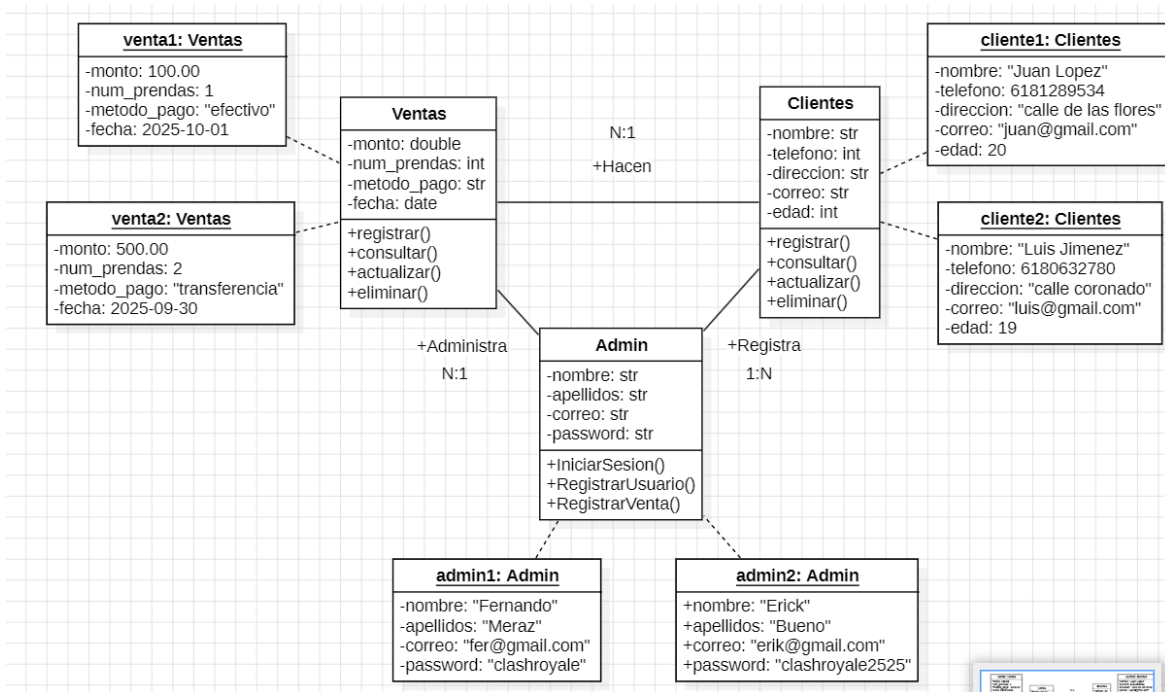 venta1: Ventas
-monto: 100.00
-num_prendas: 1
-metodo_pago: "efectivo"
-fecha: 2025-10-01
venta2: Ventas
-monto: 500.00
-num_prendas: 2
-metodo_pago: "transferencia"
-fecha: 2025-09-30
Ventas
-monto: double
-num_prendas: int
-metodo_pago: str
-fecha: date
+registrar()
+consultar()
+actualizar()
+eliminar()
N:1
+Hacen
Clientes
-nombre: str
-telefono: int
-direccion: str
-correo: str
-edad: int
+registrar()
+consultar()
+actualizar()
+eliminar()
cliente1: Clientes
-nombre: "Juan Lopez"
-telefono: 6181289534
-direccion: "calle de las flores"
-correo: "juan@gmail.com"
-edad: 20
cliente2: Clientes
-nombre: "Luis Jimenez"
-telefono: 6180632780
-direccion: "calle coronado"
-correo: "luis@gmail.com"
-edad: 19
+Administra
N:1
Admin
-nombre: str
-apellidos: str
-correo: str
-password: str
+IniciarSesion()
+RegistrarUsuario()
+RegistrarVenta()
+Registra
1:N
admin1: Admin
-nombre: "Fernando"
-apellidos: "Meraz"
-correo: "fer@gmail.com"
-password: "clashroyale"
admin2: Admin
+nombre: "Erick"
+apellidos: "Bueno"
+correo: "erik@gmail.com"
+password: "clashroyale2525"